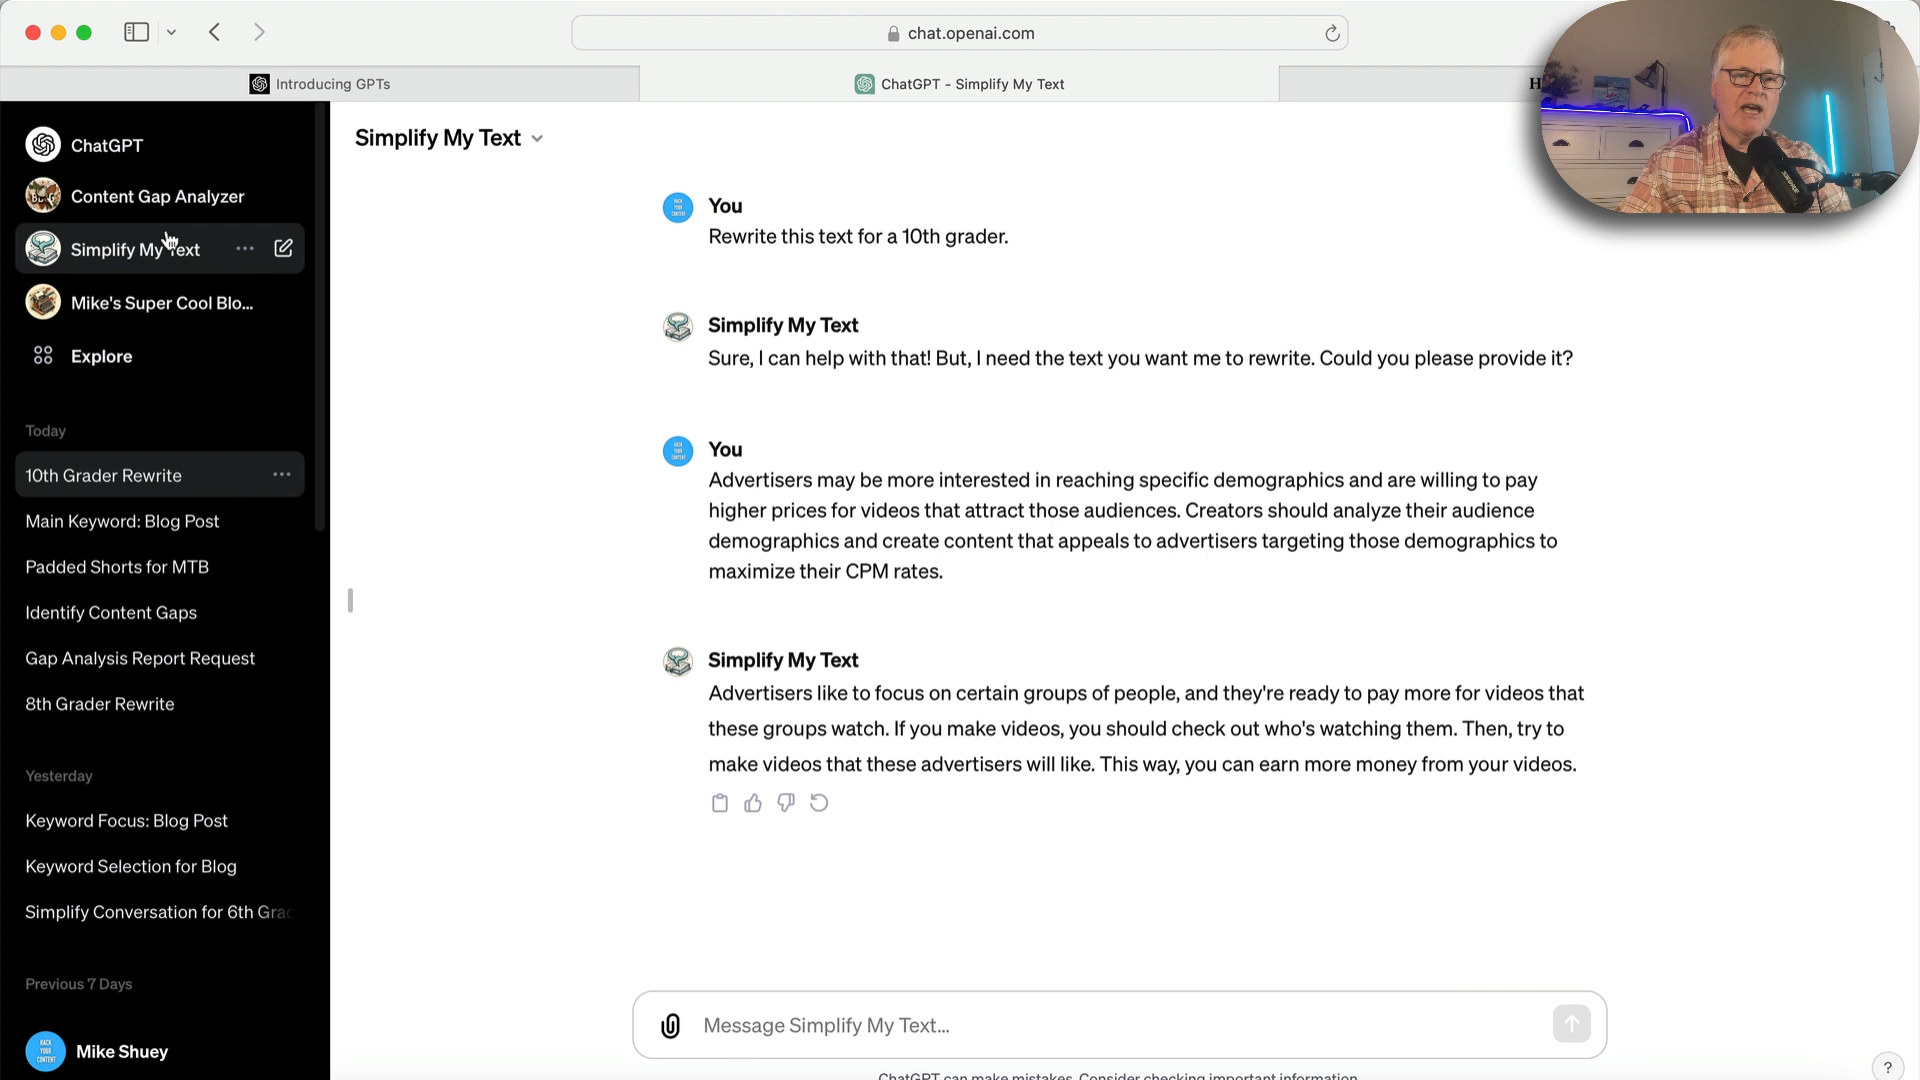 chat.openai.com
Introducing GPTs
ChatGPT - Simplify My Text
H
ChatGPT
Content Gap Analyzer
Simplify My Text
Mike's Super Cool Blo...
Explore
Today
10th Grader Rewrite
Main Keyword: Blog Post
Padded Shorts for MTB
Identify Content Gaps
Gap Analysis Report Request
8th Grader Rewrite
Yesterday
Keyword Focus: Blog Post
Keyword Selection for Blog
Simplify Conversation for 6th Grad
Previous 7 Days
HACK
YOUR
CONTENT
Mike Shuey
Simplify My Text
You
Rewrite this text for a 10th grader.
Simplify My Text
Sure, I can help with that! But, I need the text you want me to rewrite. Could you please provide it?
You
Advertisers may be more interested in reaching specific demographics and are willing to pay
higher prices for videos that attract those audiences. Creators should analyze their audience
demographics and create content that appeals to advertisers targeting those demographics to
maximize their CPM rates.
Simplify My Text
Advertisers like to focus on certain groups of people, and they're ready to pay more for videos that
these groups watch. If you make videos, you should check out who's watching them. Then, try to
make videos that these advertisers will like. This way, you can earn more money from your videos.
Message Simplify My Text...
ChatGPT can make mistakes. Consider checking important information.
?